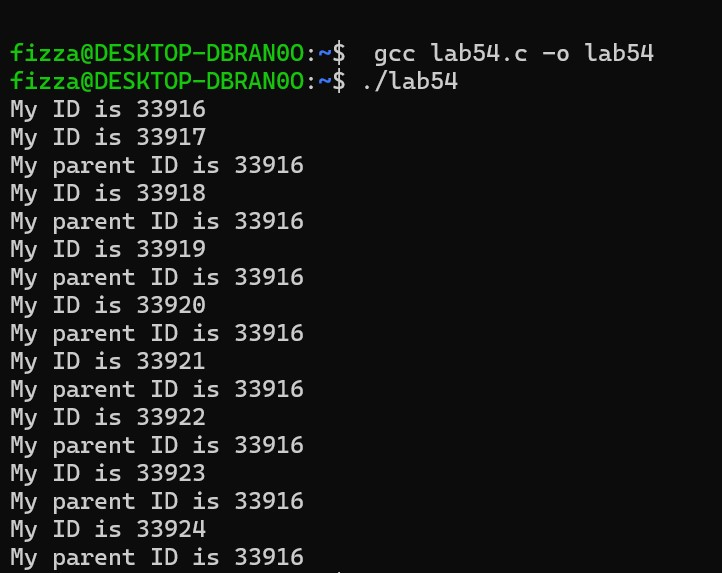 fizza@DESKTOP-DBRAN0O:~$  gcc lab54.c -o lab54
fizza@DESKTOP-DBRAN0O:~$ ./lab54
My ID is 33916
My ID is 33917
My parent ID is 33916
My ID is 33918
My parent ID is 33916
My ID is 33919
My parent ID is 33916
My ID is 33920
My parent ID is 33916
My ID is 33921
My parent ID is 33916
My ID is 33922
My parent ID is 33916
My ID is 33923
My parent ID is 33916
My ID is 33924
My parent ID is 33916